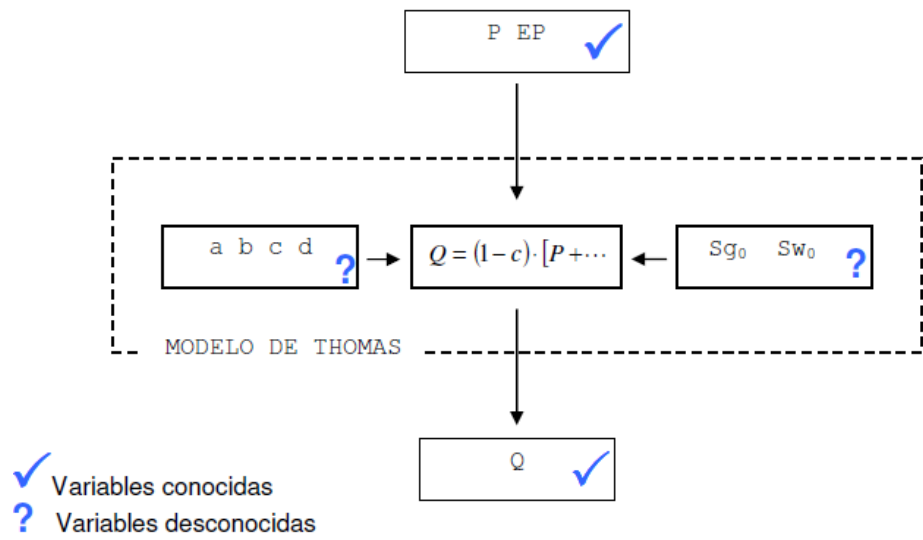 P EP
a b c d
?
Q = (1 − c) · [P + ⋯
Sg₀ Sw₀
?
MODELO DE THOMAS
Q
Variables conocidas
? Variables desconocidas